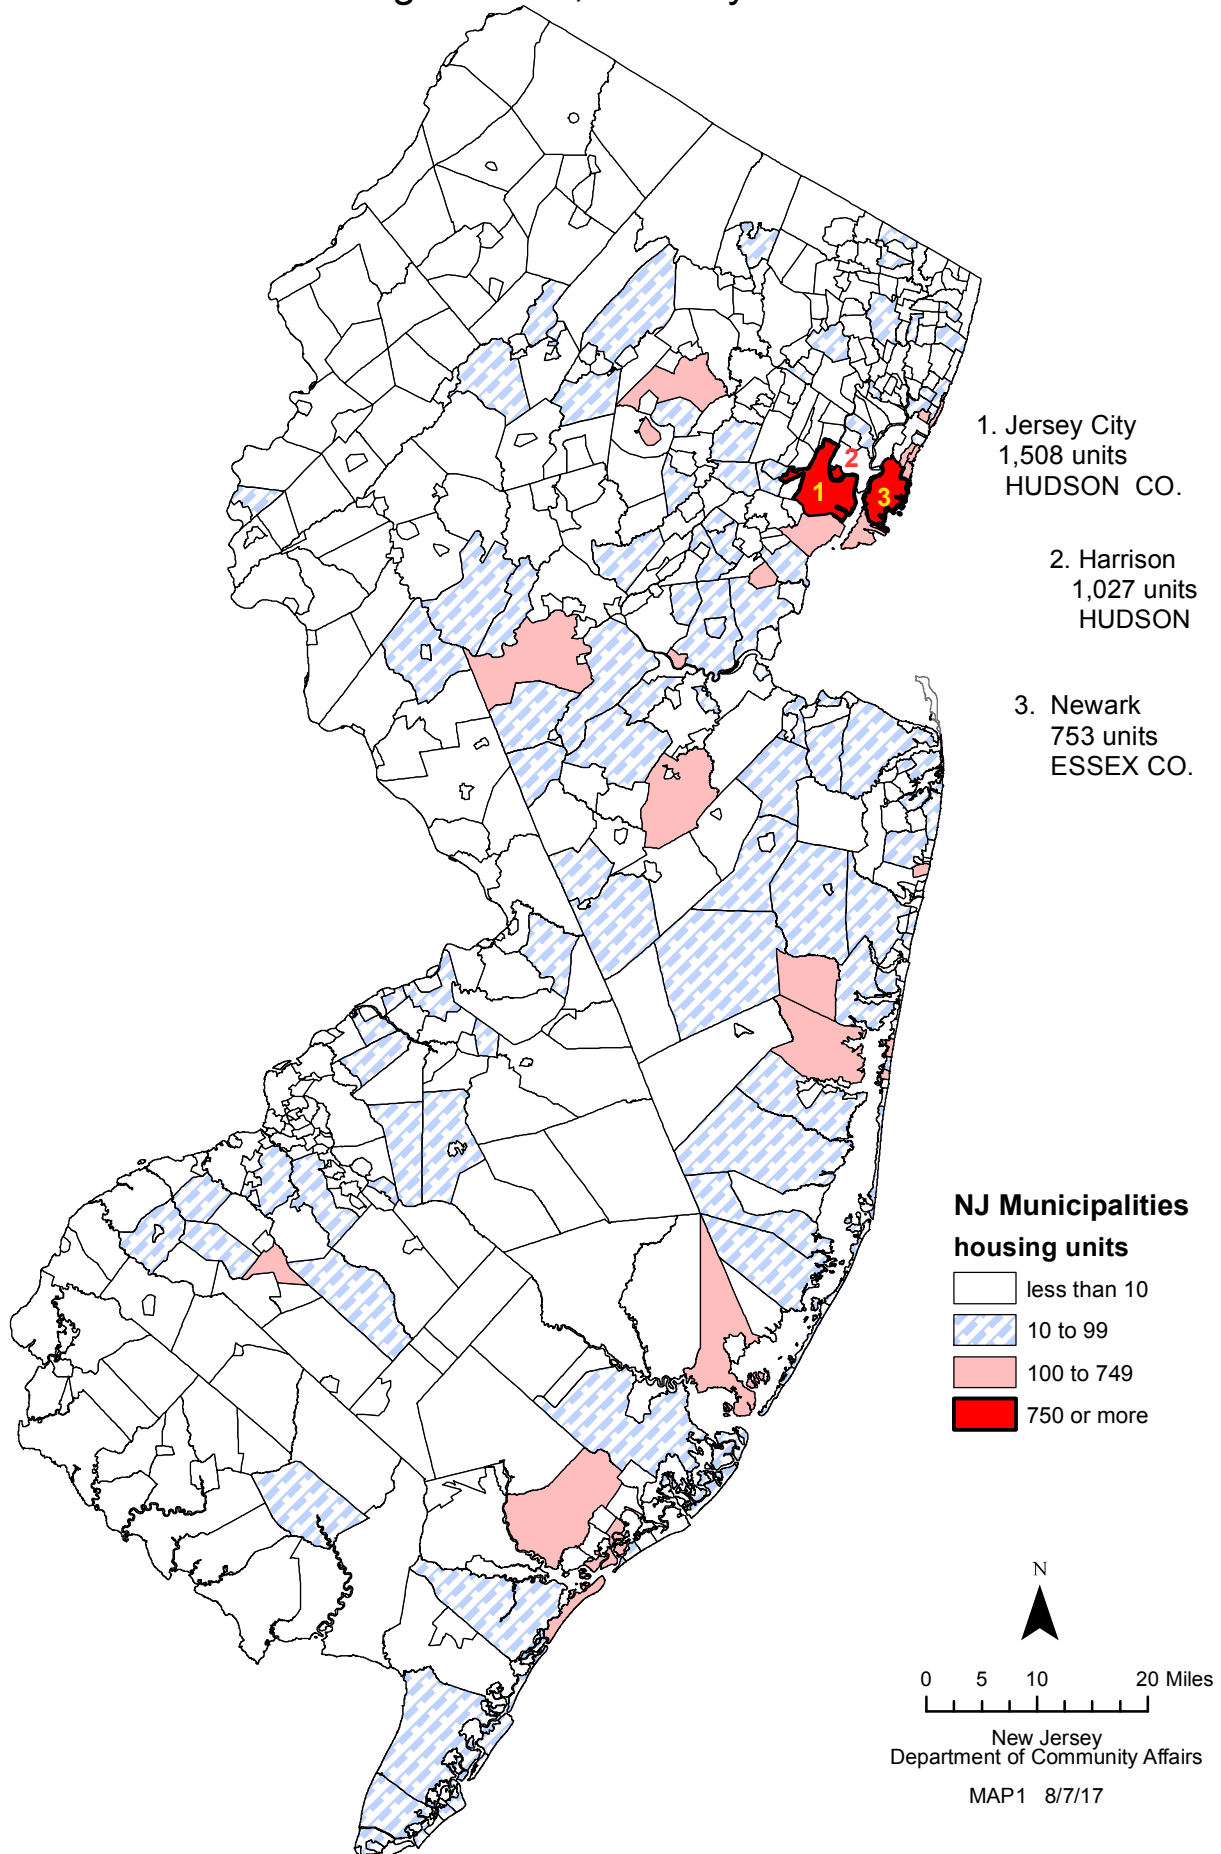 1. Jersey City
1,508 units
HUDSON CO.
2. Harrison
1,027 units
HUDSON
3. Newark
753 units
ESSEX CO.
2
1
3
NJ Municipalities
housing units
less than 10
10 to 99
100 to 749
750 or more
N
0 5 10 20 Miles
New Jersey
Department of Community Affairs
MAP1 8/7/17